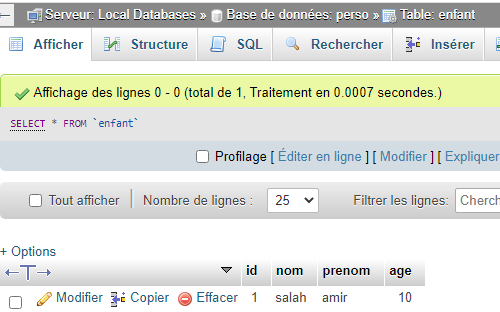 Serveur: Local Databases » Base de données: perso » Table: enfant
Afficher Structure SQL Rechercher Insérer
Affichage des lignes 0 - 0 (total de 1, Traitement en 0.0007 secondes.)
SELECT * FROM `enfant`
Profilage [ Éditer en ligne ] [ Modifier ] [ Expliquer
Tout afficher Nombre de lignes : 25 Filtrer les lignes: Cherch
+ Options
id nom prenom age
Modifier Copier Effacer 1 salah amir 10